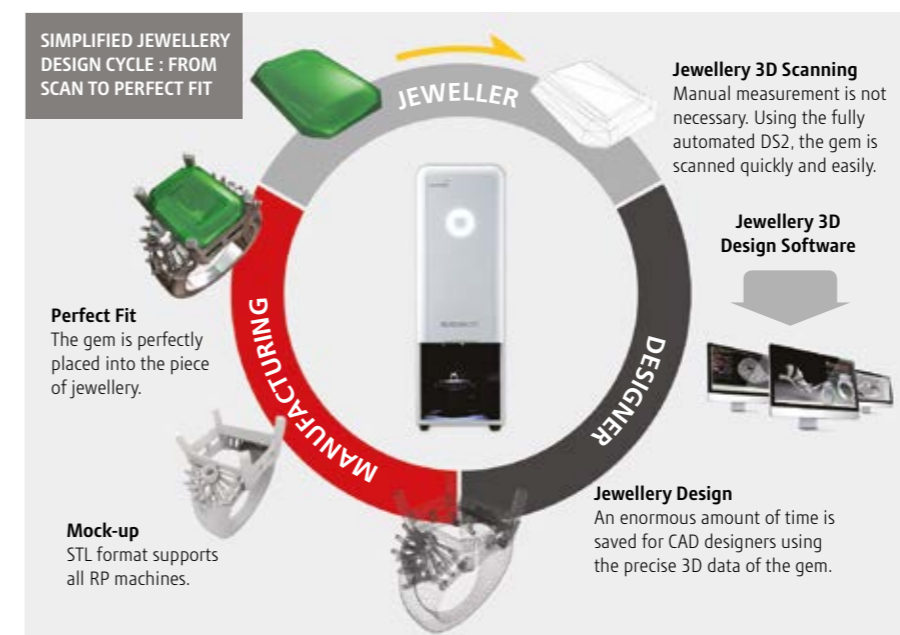 SIMPLIFIED JEWELLERY
DESIGN CYCLE : FROM
SCAN TO PERFECT FIT
JEWELLER
Jewellery 3D Scanning
Manual measurement is not
necessary. Using the fully
automated DS2, the gem is
scanned quickly and easily.
Jewellery 3D
Design Software
DESIGNER
Jewellery Design
An enormous amount of time is
saved for CAD designers using
the precise 3D data of the gem.
MANUFACTURING
Perfect Fit
The gem is perfectly
placed into the piece
of jewellery.
Mock-up
STL format supports
all RP machines.